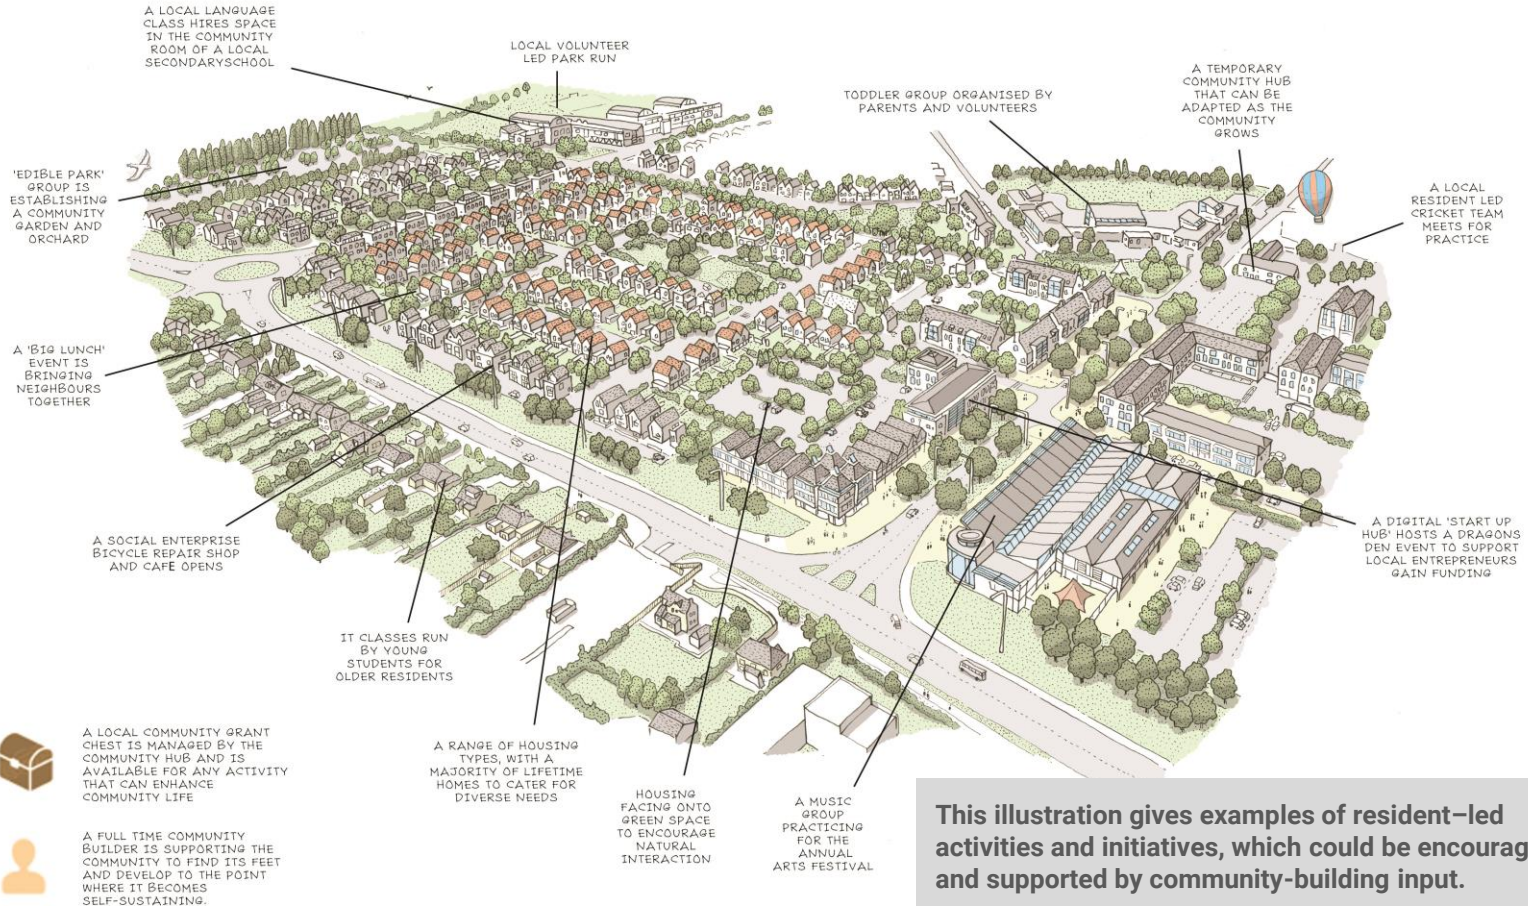 A LOCAL LANGUAGE
CLASS HIRES SPACE
IN THE COMMUNITY
ROOM OF A LOCAL
SECONDARYSCHOOL
LOCAL VOLUNTEER
LED PARK RUN
TODDLER GROUP ORGANISED BY
PARENTS AND VOLUNTEERS
A TEMPORARY
COMMUNITY HUB
THAT CAN BE
ADAPTED AS THE
COMMUNITY
GROWS
'EDIBLE PARK'
GROUP IS
ESTABLISHING
A COMMUNITY
GARDEN AND
ORCHARD
A LOCAL
RESIDENT LED
CRICKET TEAM
MEETS FOR
PRACTICE
A 'BIG LUNCH'
EVENT IS
BRINGING
NEIGHBOURS
TOGETHER
A SOCIAL ENTERPRISE
BICYCLE REPAIR SHOP
AND CAFE OPENS
A DIGITAL 'START UP
HUB' HOSTS A DRAGONS
DEN EVENT TO SUPPORT
LOCAL ENTREPRENEURS
GAIN FUNDING
IT CLASSES RUN
BY YOUNG
STUDENTS FOR
OLDER RESIDENTS
A RANGE OF HOUSING
TYPES, WITH A
MAJORITY OF LIFETIME
HOMES TO CATER FOR
DIVERSE NEEDS
HOUSING
FACING ONTO
GREEN SPACE
TO ENCOURAGE
NATURAL
INTERACTION
A MUSIC
GROUP
PRACTICING
FOR THE
ANNUAL
ARTS FESTIVAL
A LOCAL COMMUNITY GRANT
CHEST IS MANAGED BY THE
COMMUNITY HUB AND IS
AVAILABLE FOR ANY ACTIVITY
THAT CAN ENHANCE
COMMUNITY LIFE
A FULL TIME COMMUNITY
BUILDER IS SUPPORTING THE
COMMUNITY TO FIND ITS FEET
AND DEVELOP TO THE POINT
WHERE IT BECOMES
SELF-SUSTAINING.
This illustration gives examples of resident–led
activities and initiatives, which could be encourag
and supported by community-building input.